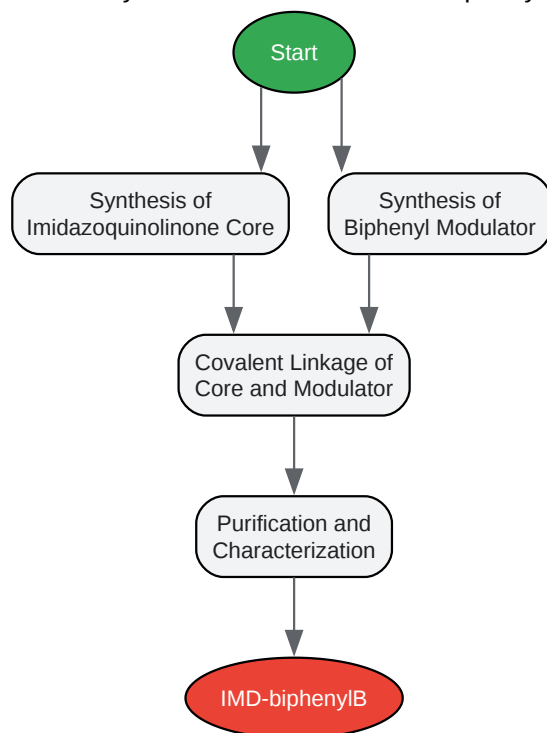 Start
Synthesis of
Imidazoquinolinone Core
Synthesis of
Biphenyl Modulator
Covalent Linkage of
Core and Modulator
Purification and
Characterization
IMD-biphenylB